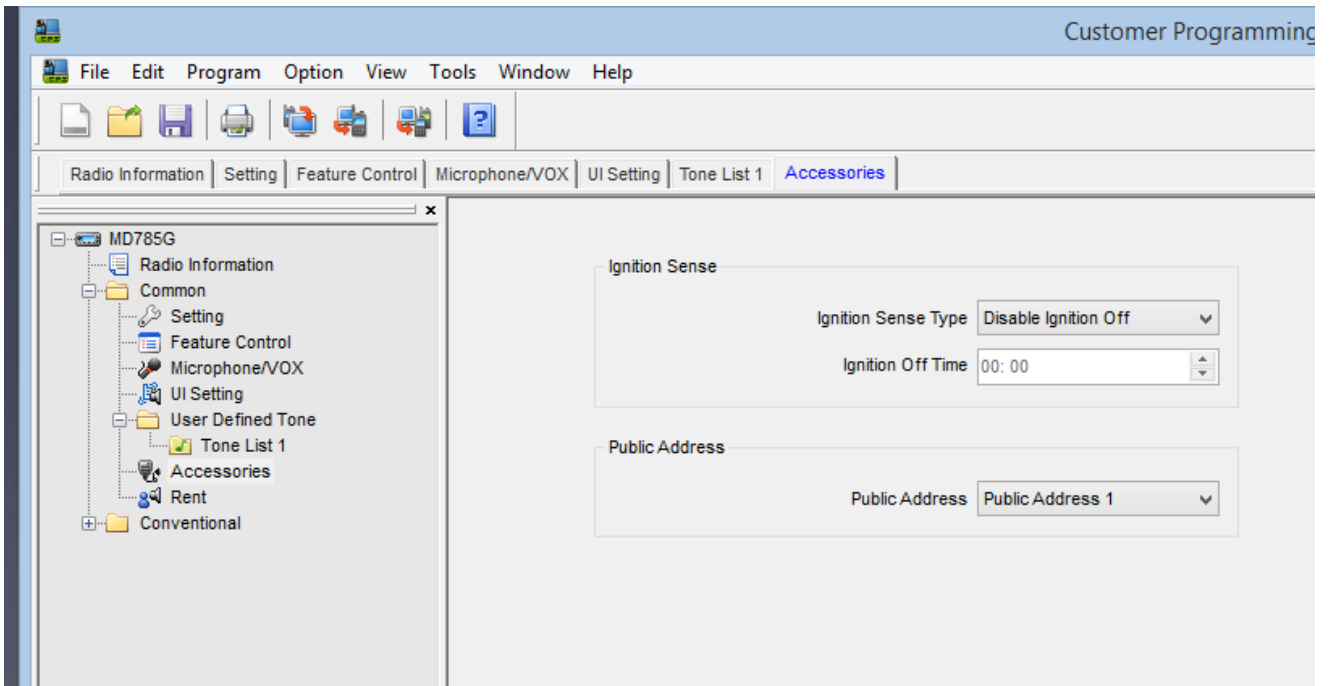 Customer Programming
File Edit Program Option View Tools Window Help
Radio Information Setting Feature Control Microphone/VOX UI Setting Tone List 1 Accessories
MD785G
Radio Information
Common
Setting
Feature Control
Microphone/VOX
UI Setting
User Defined Tone
Tone List 1
Accessories
Rent
Conventional
Ignition Sense
Ignition Sense Type Disable Ignition Off
Ignition Off Time 00: 00
Public Address
Public Address Public Address 1